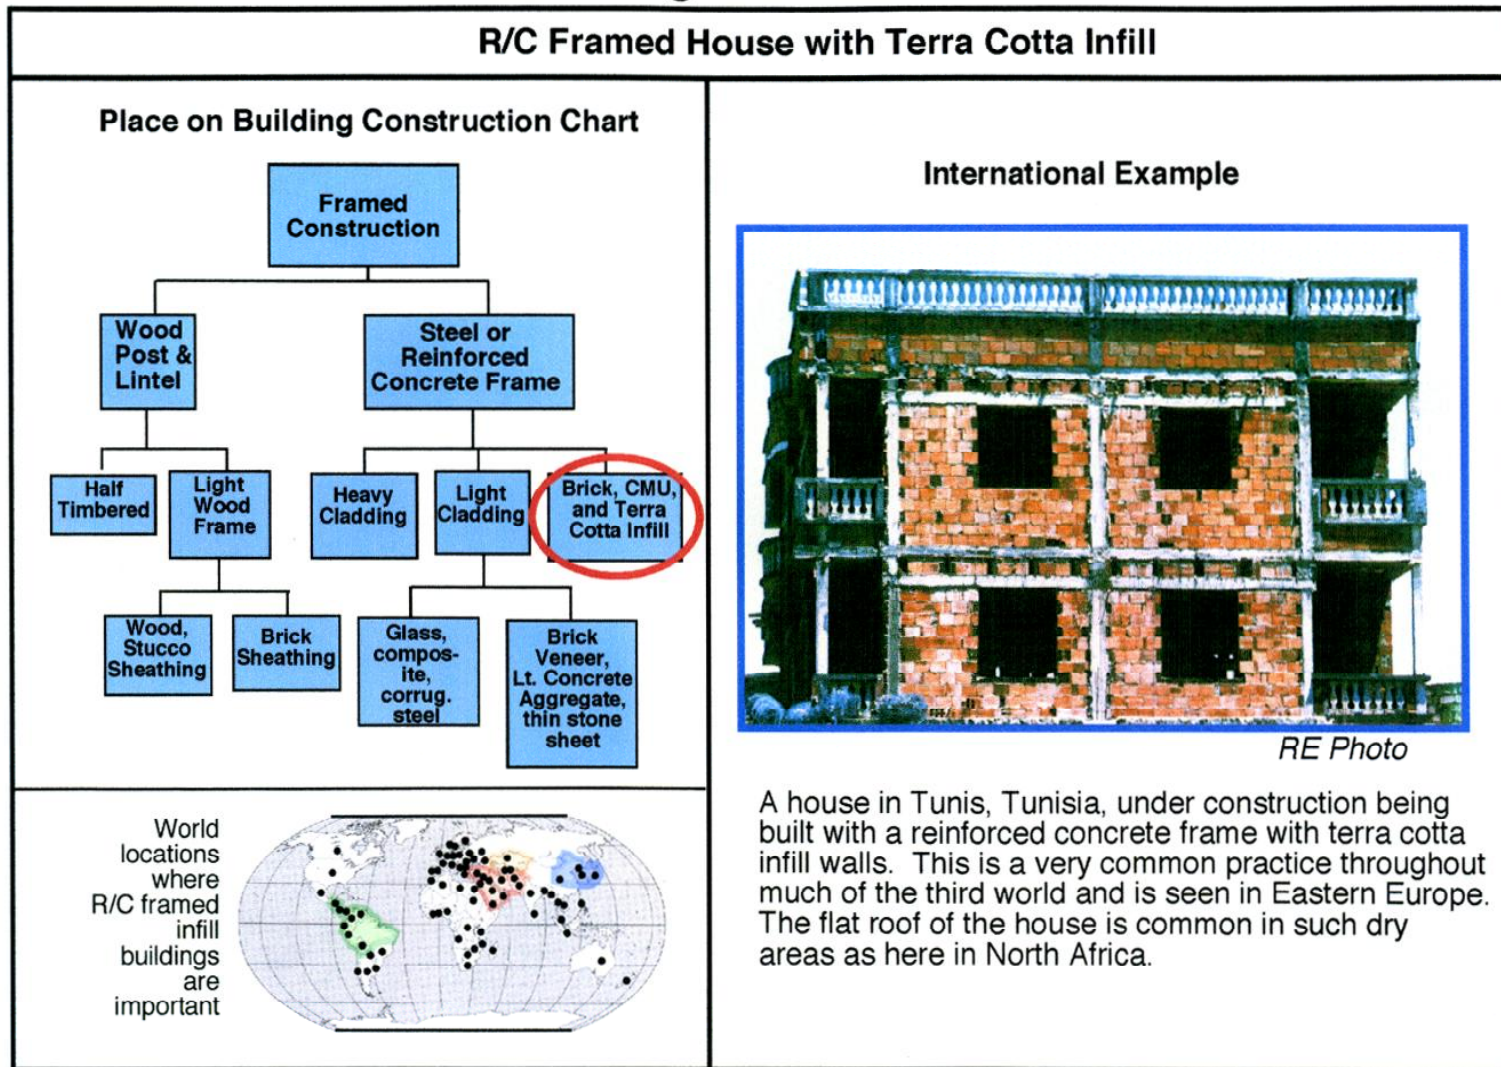 R/C Framed House with Terra Cotta Infill
Place on Building Construction Chart
Framed
Construction
Wood
Post &
Lintel
Steel or
Reinforced
Concrete Frame
Half
Timbered
Light
Wood
Frame
Heavy
Cladding
Light
Cladding
Brick, CMU,
and Terra
Cotta Infill
Wood,
Stucco
Sheathing
Brick
Sheathing
Glass,
compos-
ite,
corrug.
steel
Brick
Veneer,
Lt. Concrete
Aggregate,
thin stone
sheet
World
locations
where
R/C framed
infill
buildings
are
important
International Example
RE Photo
A house in Tunis, Tunisia, under construction being
built with a reinforced concrete frame with terra cotta
infill walls. This is a very common practice throughout
much of the third world and is seen in Eastern Europe.
The flat roof of the house is common in such dry
areas as here in North Africa.